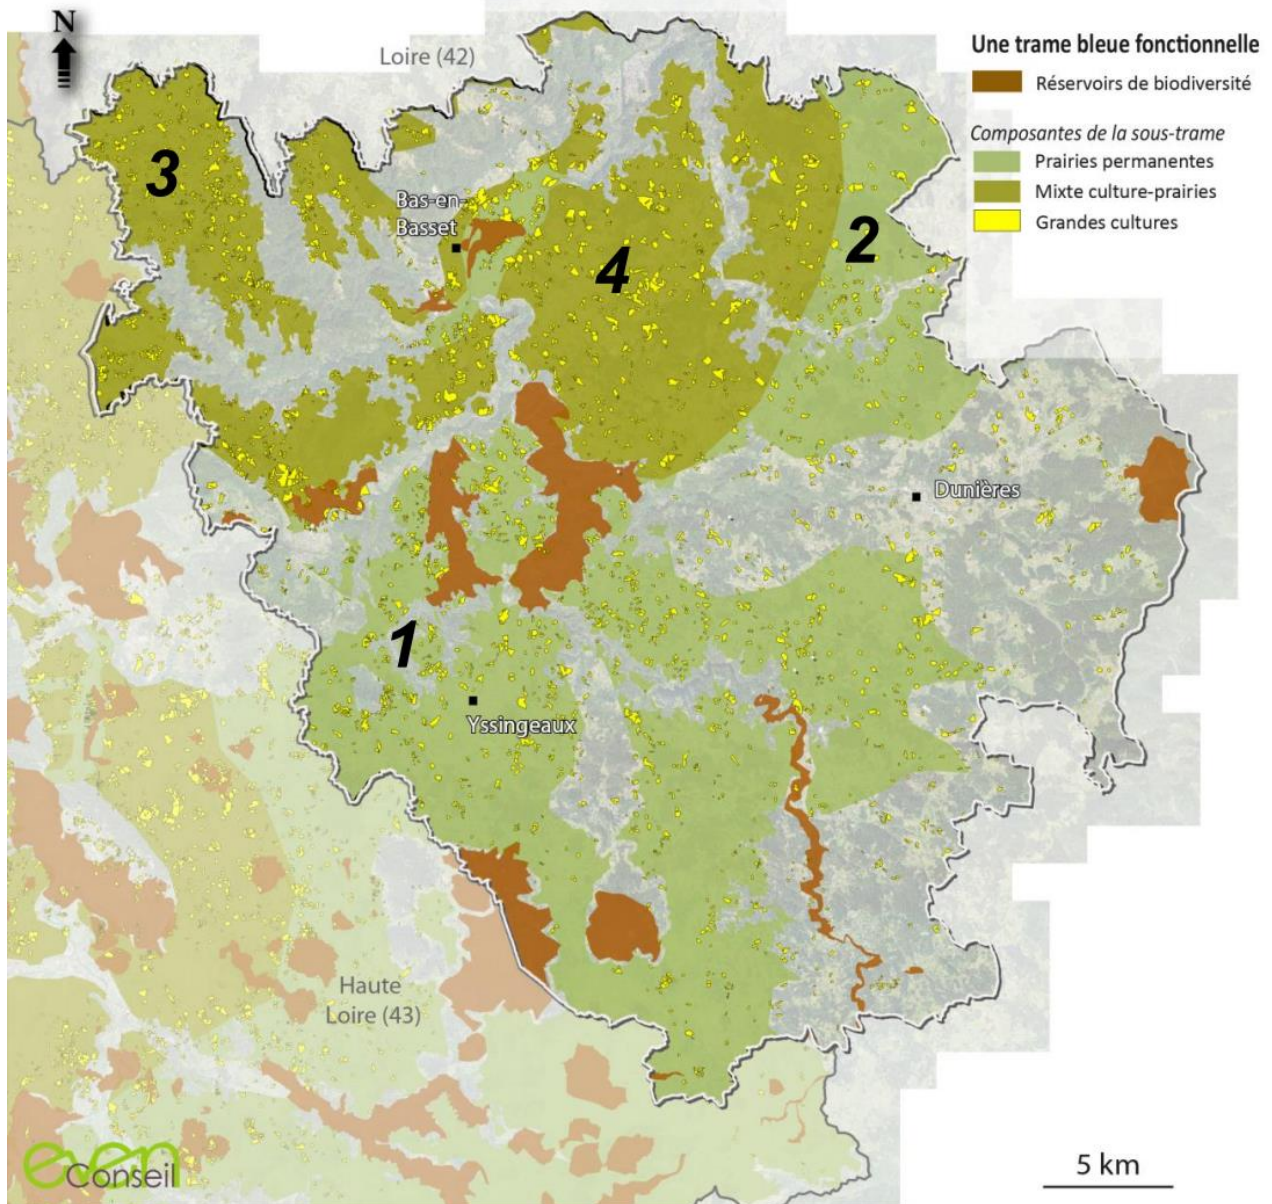 N
Loire (42)
Une trame bleue fonctionnelle
Réservoirs de biodiversité
Composantes de la sous-trame
Prairies permanentes
Mixte culture-prairies
Grandes cultures
3
Bas-en-
Basset
4
2
Dunières
1
Yssingeaux
Haute
Loire (43)
even
Conseil
5 km